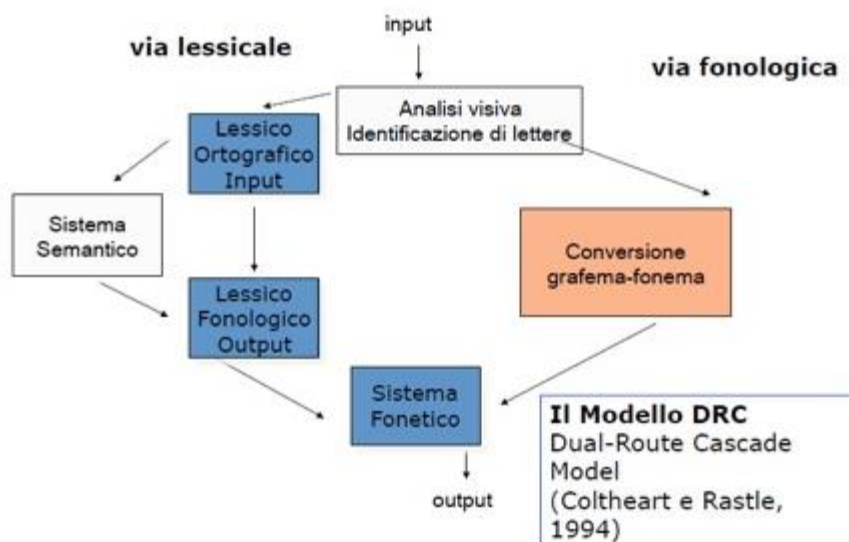 input
via lessicale
via fonologica
Analisi visiva
Identificazione di lettere
Lessico
Ortografico
Input
Sistema
Semantico
Conversione
grafema-fonema
Lessico
Fonologico
Output
Sistema
Fonetico
output
Il Modello DRC
Dual-Route Cascade
Model
(Coltheart e Rastle,
1994)